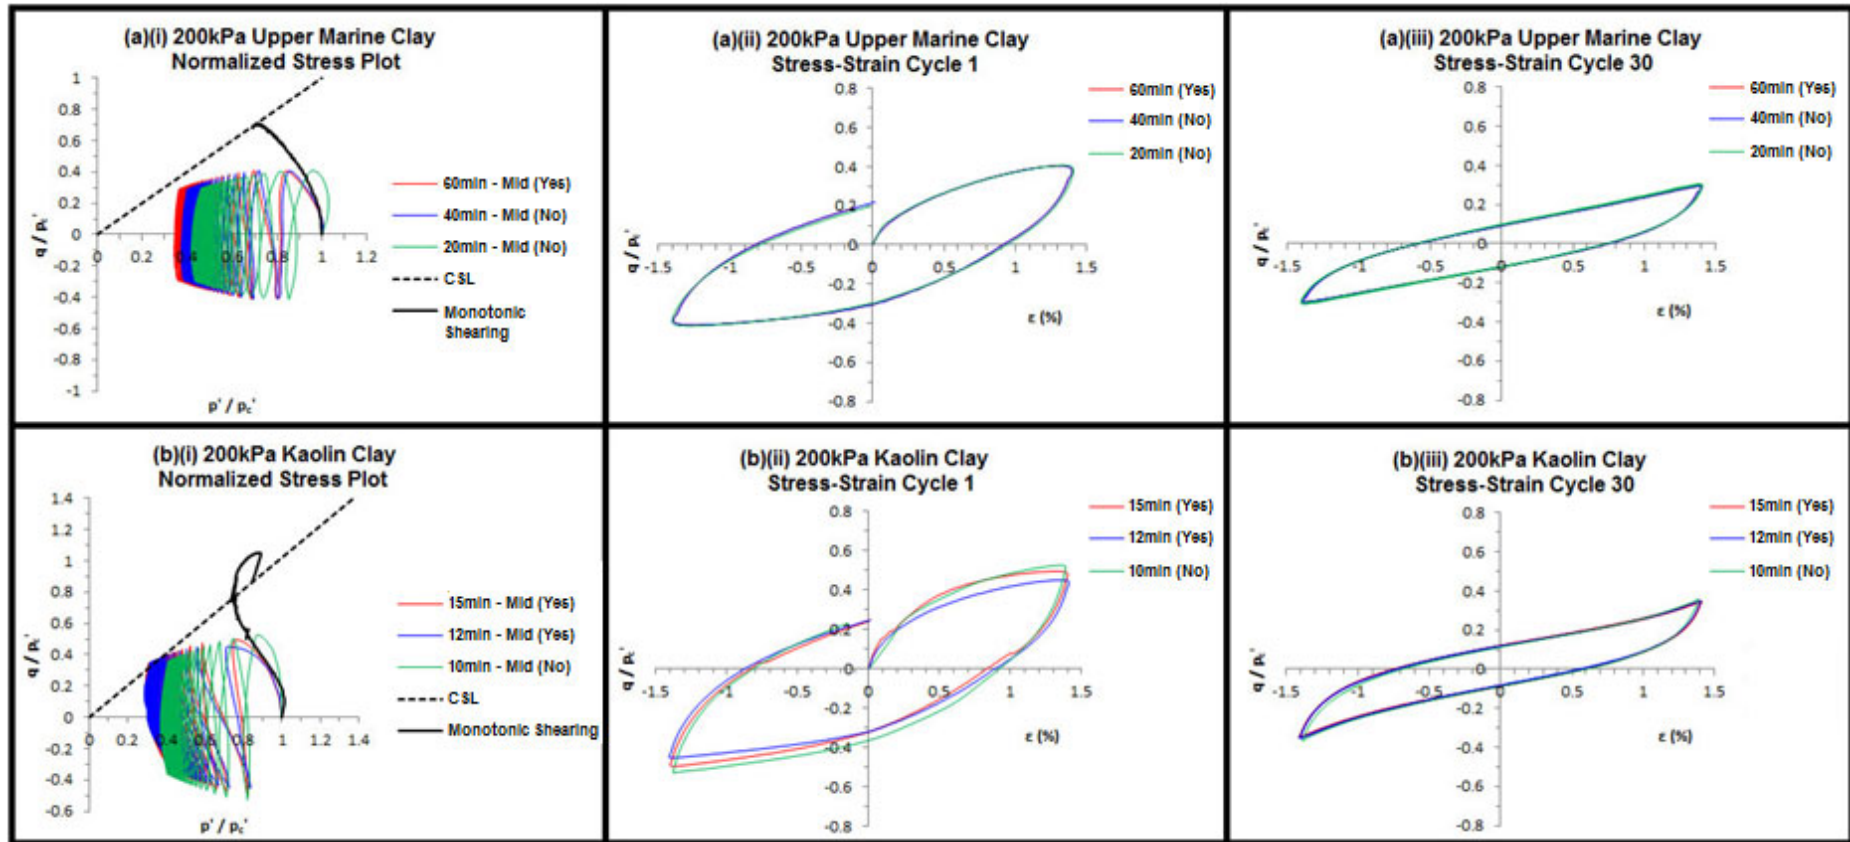 (a)(i) 200kPa Upper Marine Clay
Normalized Stress Plot
1
0.8
0.6
0.4
0.2
0
-0.2
-0.4
-0.6
-0.8
-1
0 0.2 0.4 0.6 0.8 1 1.2
q / pc'
p' / pc'
60min - Mid (Yes)
40min - Mid (No)
20min - Mid (No)
CSL
Monotonic
Shearing
(a)(ii) 200kPa Upper Marine Clay
Stress-Strain Cycle 1
0.8
0.6
0.4
0.2
0
-0.2
-0.4
-0.6
-0.8
-1.5 -1 -0.5 0 0.5 1 1.5
q / pc'
ε (%)
60min (Yes)
40min (No)
20min (No)
(a)(iii) 200kPa Upper Marine Clay
Stress-Strain Cycle 30
0.8
0.6
0.4
0.2
0
-0.2
-0.4
-0.6
-0.8
-1.5 -1 -0.5 0 0.5 1 1.5
q / pc'
ε (%)
60min (Yes)
40min (No)
20min (No)
(b)(i) 200kPa Kaolin Clay
Normalized Stress Plot
1.4
1.2
1
0.8
0.6
0.4
0.2
0
-0.2
-0.4
-0.6
0 0.2 0.4 0.6 0.8 1 1.2 1.4
q / pc'
p' / pc'
15min - Mid (Yes)
12min - Mid (Yes)
10min - Mid (No)
CSL
Monotonic Shearing
(b)(ii) 200kPa Kaolin Clay
Stress-Strain Cycle 1
0.8
0.6
0.4
0.2
0
-0.2
-0.4
-0.6
-0.8
-1.5 -1 -0.5 0 0.5 1 1.5
q / pc'
ε (%)
15min (Yes)
12min (Yes)
10min (No)
(b)(iii) 200kPa Kaolin Clay
Stress-Strain Cycle 30
0.8
0.6
0.4
0.2
0
-0.2
-0.4
-0.6
-0.8
-1.5 -1 -0.5 0 0.5 1 1.5
q / pc'
ε (%)
15min (Yes)
12min (Yes)
10min (No)